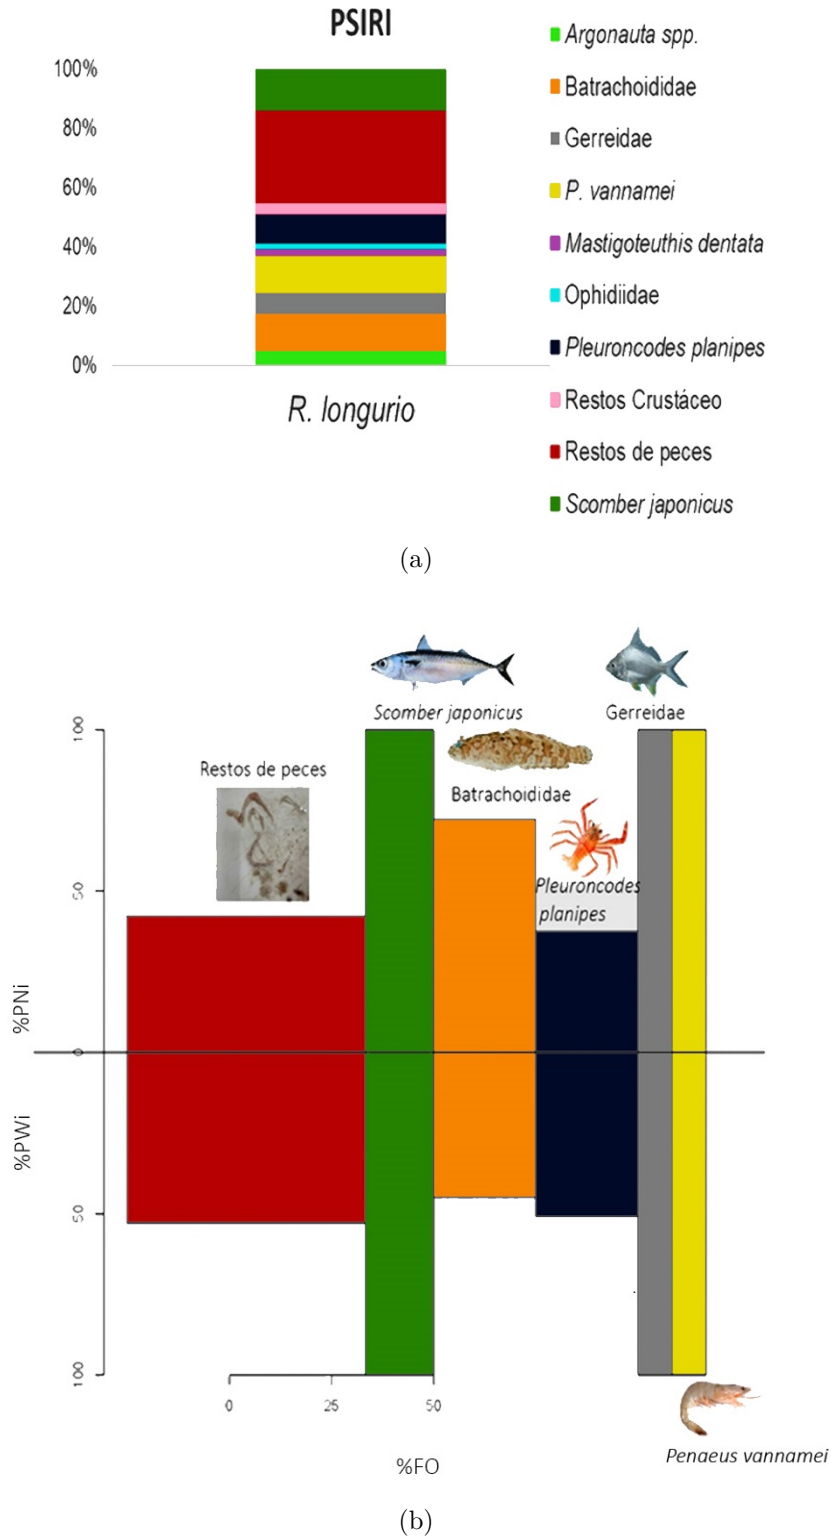 PSIRI
100%
80%
60%
40%
20%
0%
R. longurio
Argonauta spp.
Batrachoididae
Gerreidae
P. vannamei
Mastigoteuthis dentata
Ophidiidae
Pleuroncodes planipes
Restos Crustáceo
Restos de peces
Scomber japonicus
(a)
Scomber japonicus
Gerreidae
Restos de peces
Batrachoididae
Pleuroncodes
planipes
100
50
0
50
100
%PNi
%PWi
0
25
50
%FO
Penaeus vannamei
(b)